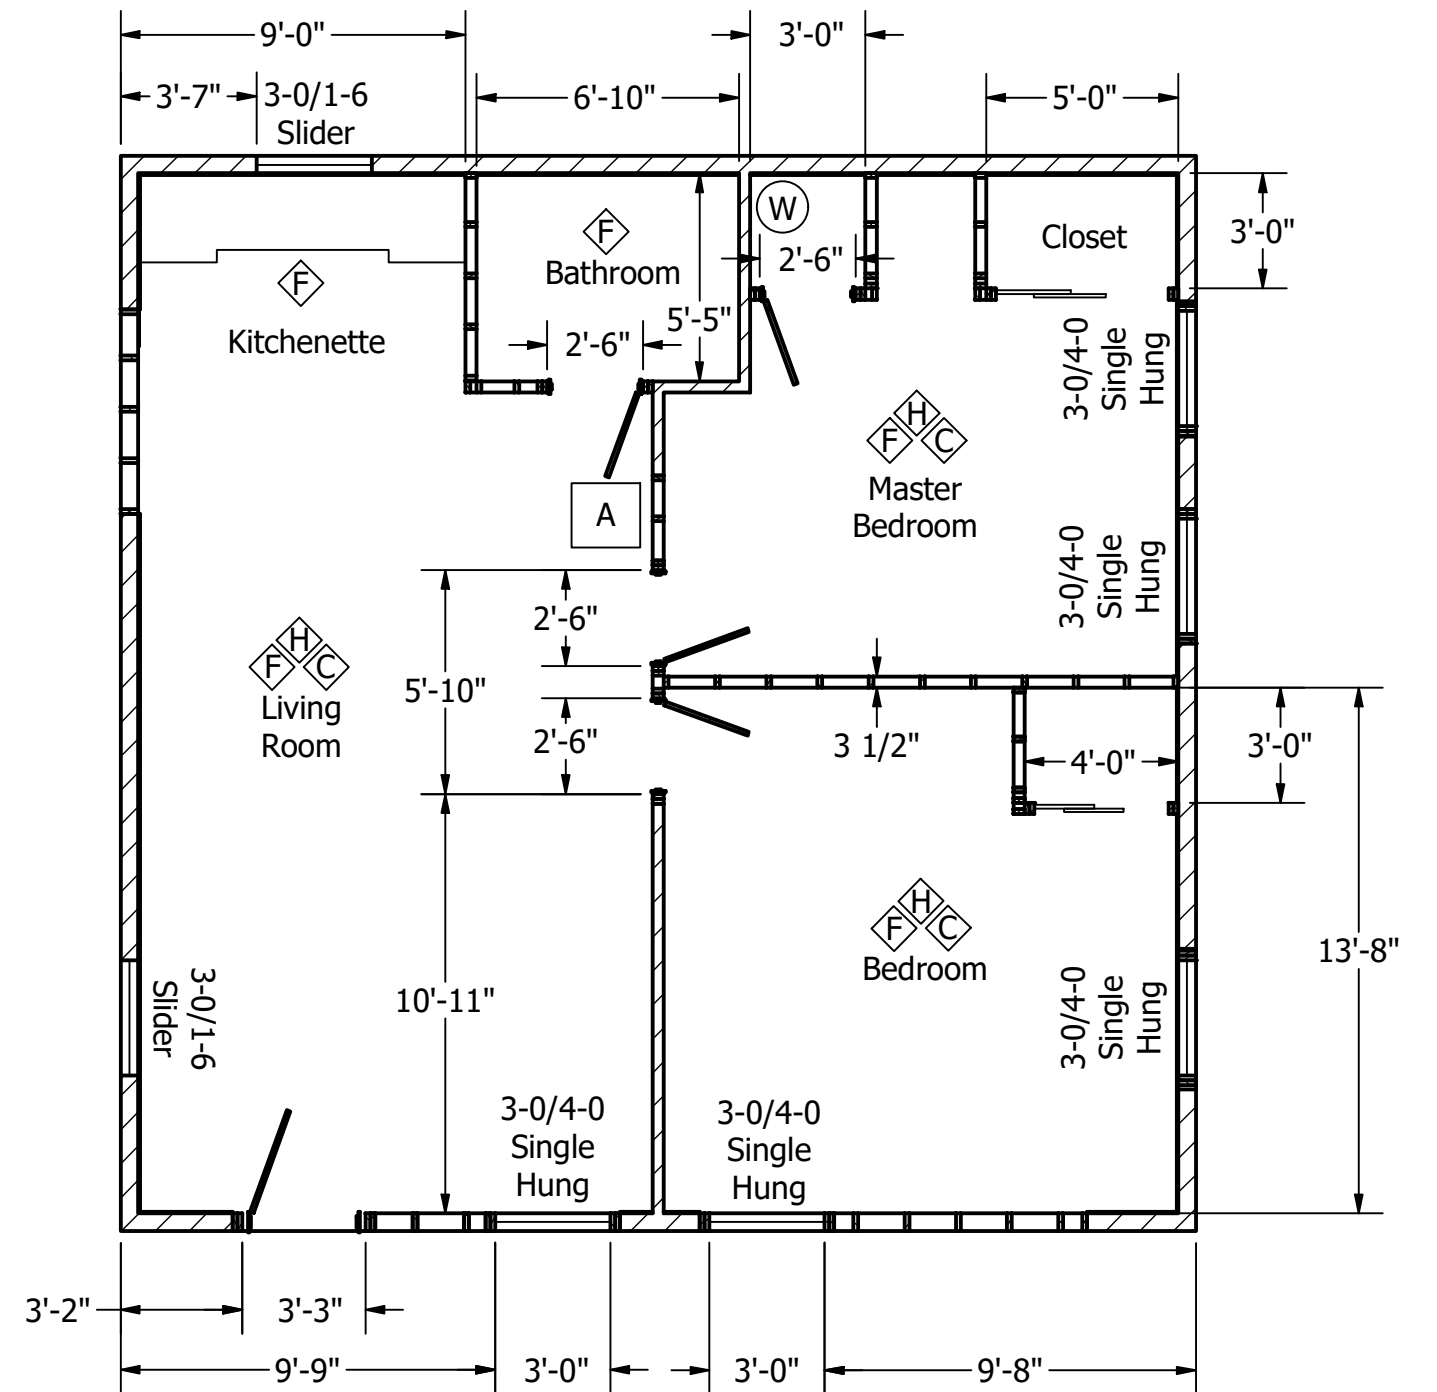 9'-0"
3'-0"
3'-7"
3-0/1-6
Slider
6'-10"
5'-0"
W
3'-0"
F
Bathroom
2'-6"
Closet
F
Kitchenette
2'-6"
5'-5"
3-0/4-0
Single
Hung
H
F
C
Master
Bedroom
A
3-0/4-0
Single
Hung
2'-6"
H
F
C
Living
Room
5'-10"
2'-6"
3 1/2"
4'-0"
3'-0"
H
F
C
Bedroom
13'-8"
10'-11"
3-0/1-6
Slider
3-0/4-0
Single
Hung
3-0/4-0
Single
Hung
3-0/4-0
Single
Hung
3'-2"
3'-3"
9'-9"
3'-0"
3'-0"
9'-8"